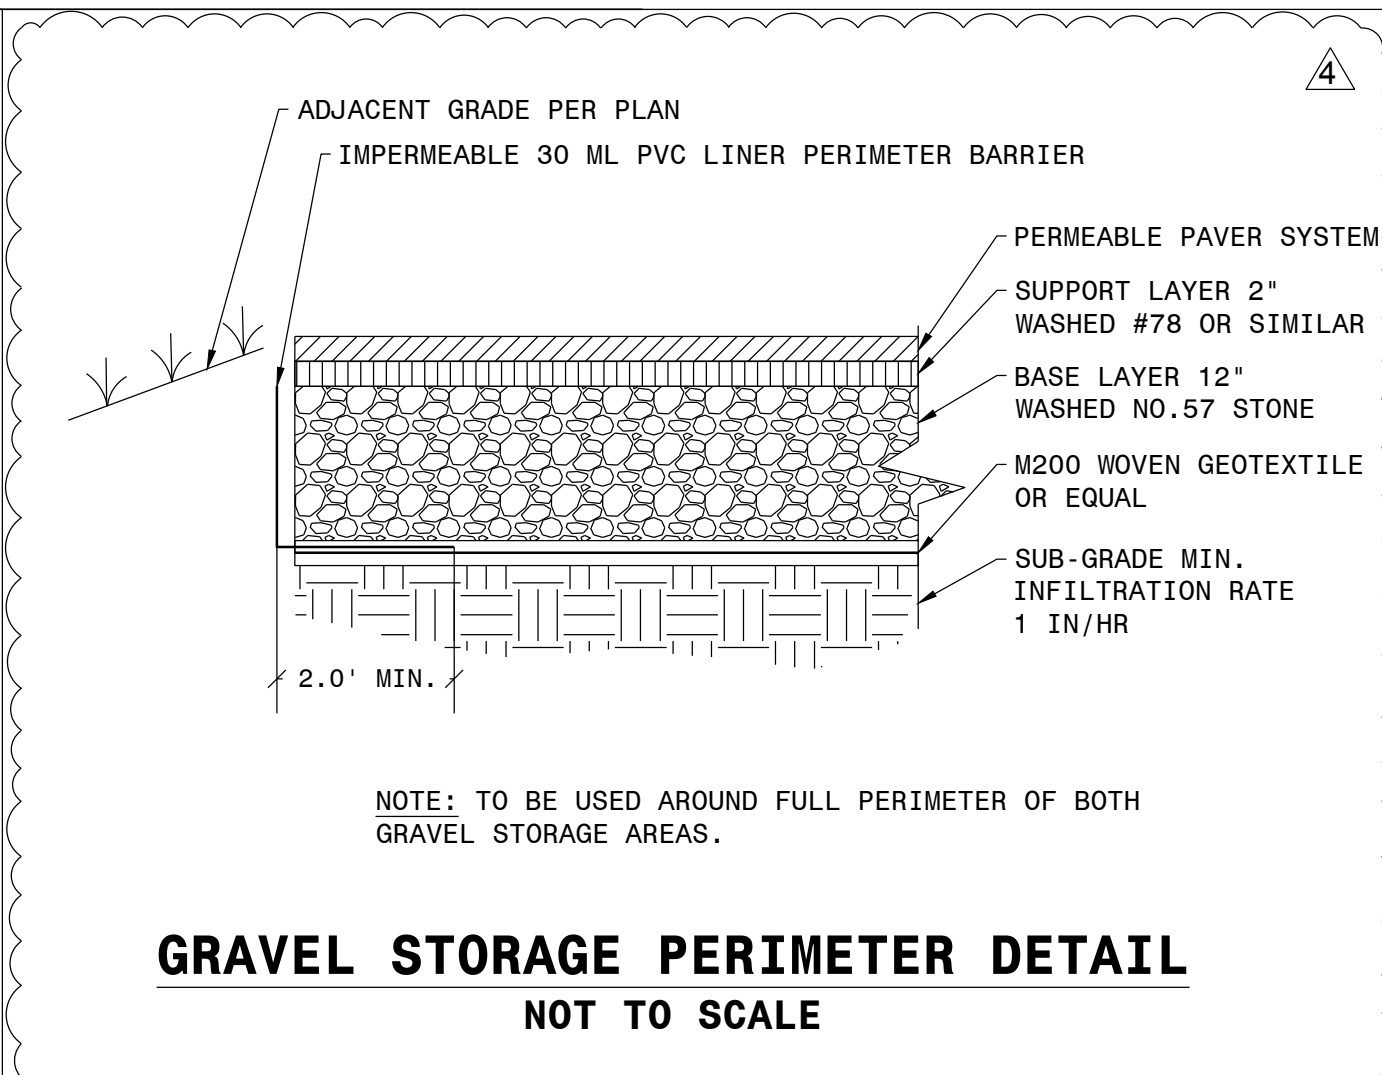 4
ADJACENT GRADE PER PLAN
IMPERMEABLE 30 ML PVC LINER PERIMETER BARRIER
PERMEABLE PAVER SYSTEM
SUPPORT LAYER 2"
WASHED #78 OR SIMILAR
BASE LAYER 12"
WASHED NO.57 STONE
M200 WOVEN GEOTEXTILE
OR EQUAL
SUB-GRADE MIN.
INFILTRATION RATE
1 IN/HR
2.0' MIN.
NOTE: TO BE USED AROUND FULL PERIMETER OF BOTH
GRAVEL STORAGE AREAS.
GRAVEL STORAGE PERIMETER DETAIL
NOT TO SCALE